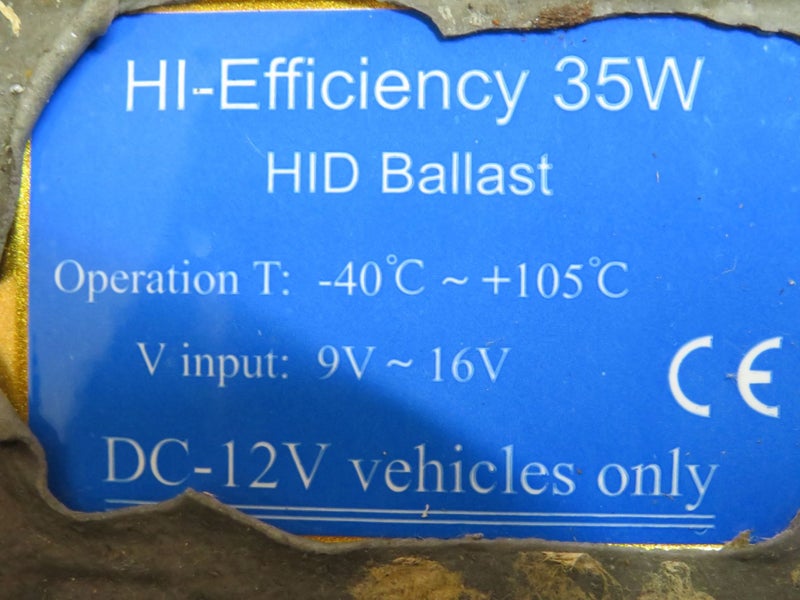 HI-Efficiency 35W
HID Ballast
Operation T: -40℃ ~ +105℃
V input: 9V ~ 16V
CE
DC-12V vehicles only